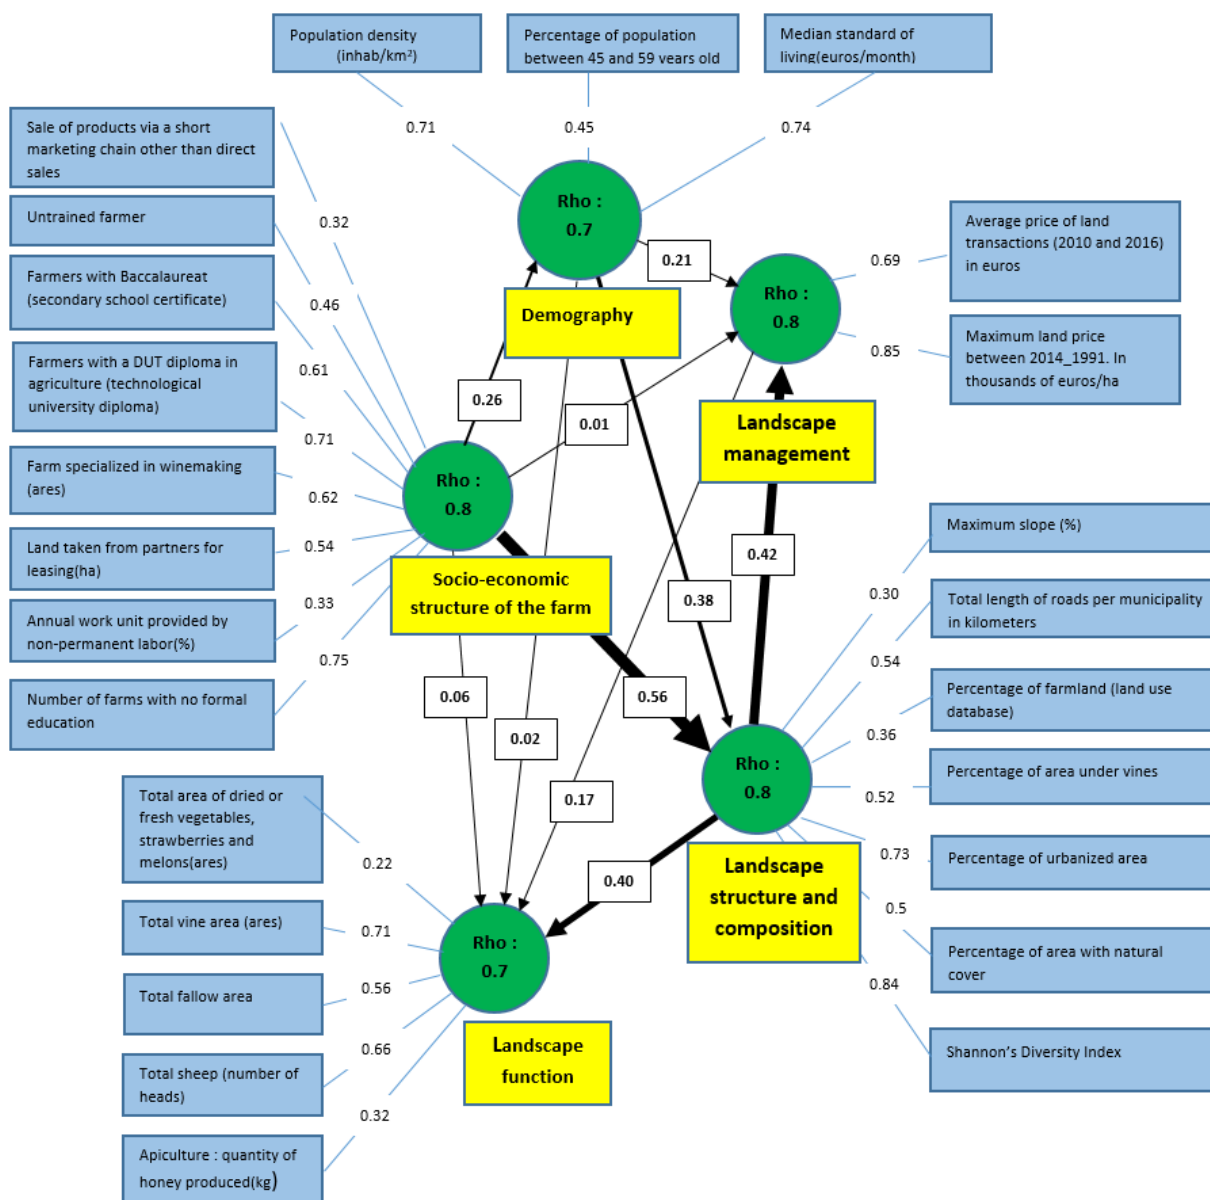 Population density
(inhab/km²)
Percentage of population
between 45 and 59 years old
Median standard of
living(euros/month)
0.71
0.45
0.74
Sale of products via a short
marketing chain other than direct
sales
Untrained farmer
Farmers with Baccalaureat
(secondary school certificate)
Farmers with a DUT diploma in
agriculture (technological
university diploma)
Farm specialized in winemaking
(ares)
Land taken from partners for
leasing(ha)
Annual work unit provided by
non-permanent labor(%)
Number of farms with no formal
education
0.32
0.46
0.61
0.71
0.62
0.54
0.33
0.75
Rho :
0.7
Demography
0.21
Rho :
0.8
Landscape
management
0.69
0.85
Average price of land
transactions (2010 and 2016)
in euros
Maximum land price
between 2014_1991. In
thousands of euros/ha
0.26
0.01
Rho :
0.8
Socio-economic
structure of the farm
0.42
0.38
0.56
0.06
0.02
0.17
0.40
Rho :
0.8
Landscape
structure and
composition
0.30
0.54
0.36
0.52
0.73
0.5
0.84
Maximum slope (%)
Total length of roads per municipality
in kilometers
Percentage of farmland (land use
database)
Percentage of area under vines
Percentage of urbanized area
Percentage of area with natural
cover
Shannon's Diversity Index
Total area of dried or
fresh vegetables,
strawberries and
melons(ares)
Total vine area (ares)
Total fallow area
Total sheep (number of
heads)
Apiculture : quantity of
honey produced(kg)
0.22
0.71
0.56
0.66
0.32
Rho :
0.7
Landscape
function